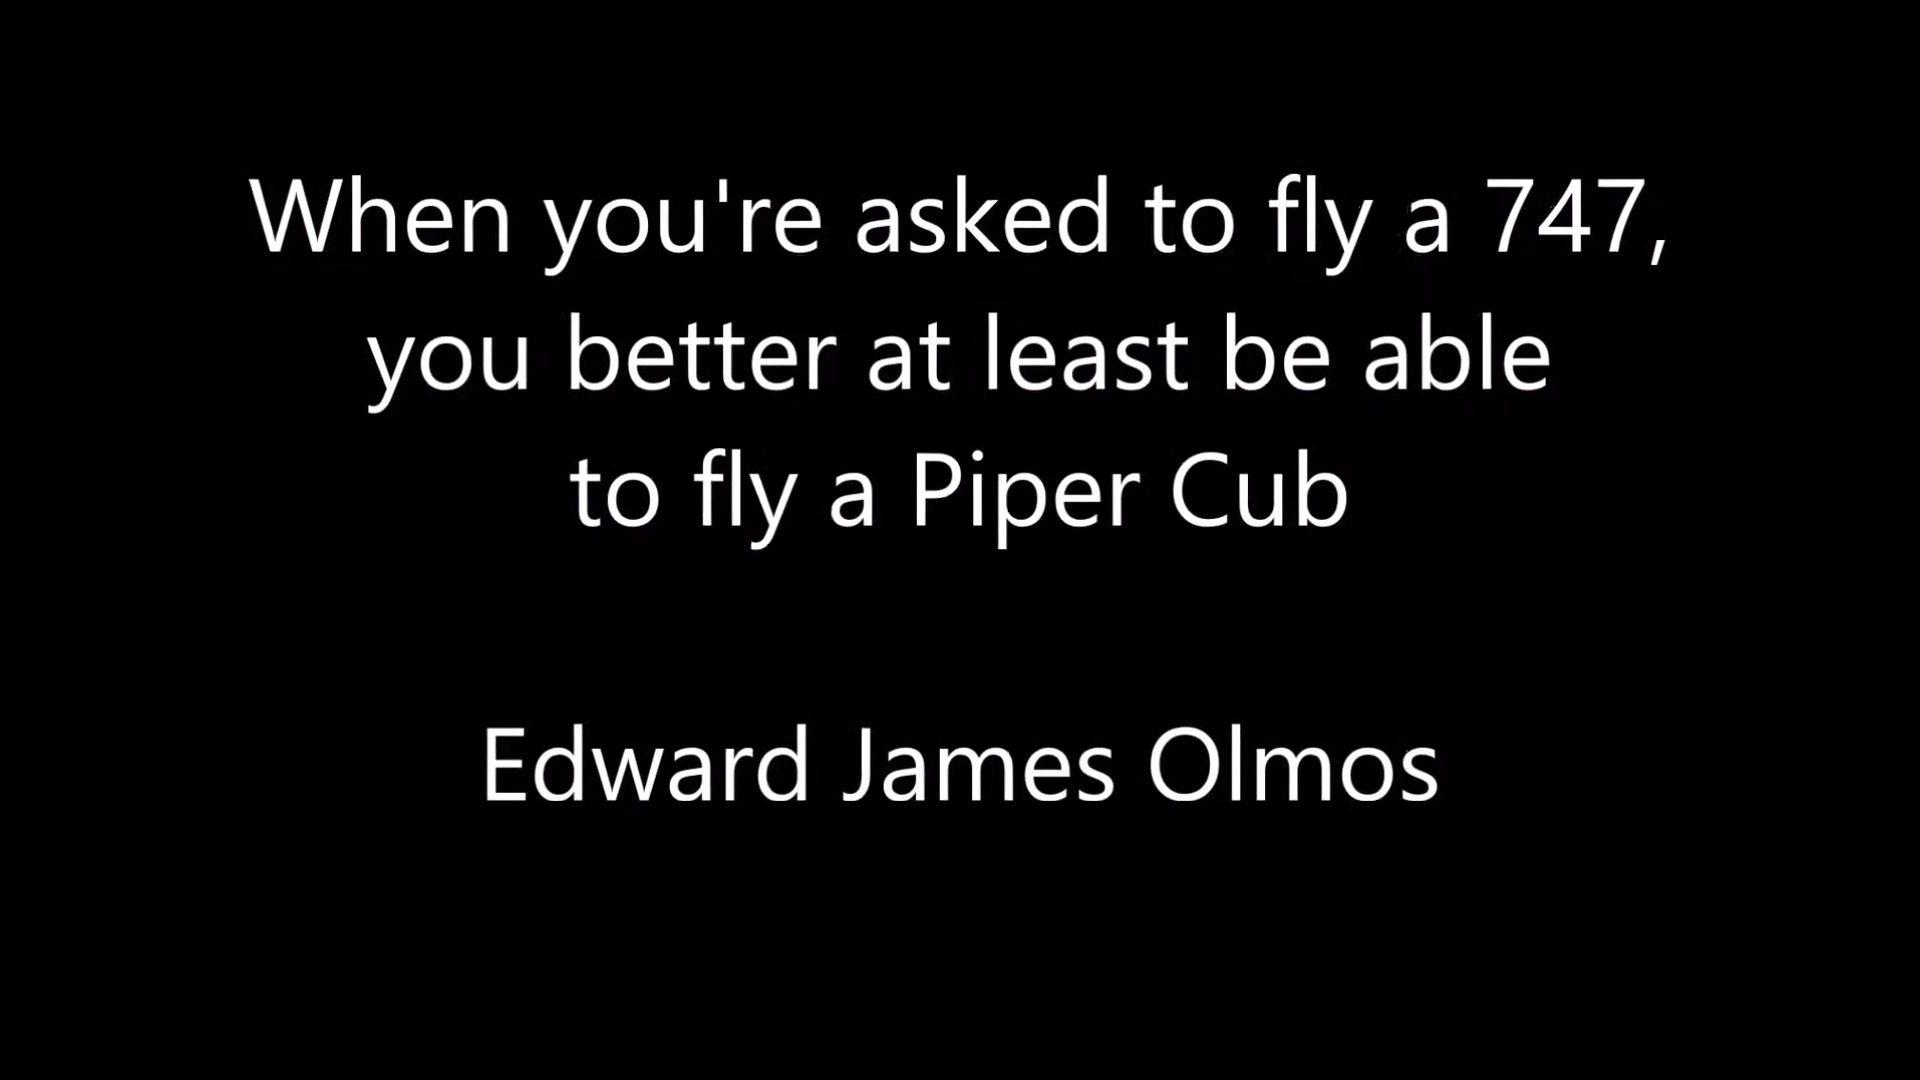 When you're asked to fly a 747,
you better at least be able
to fly a Piper Cub
Edward James Olmos